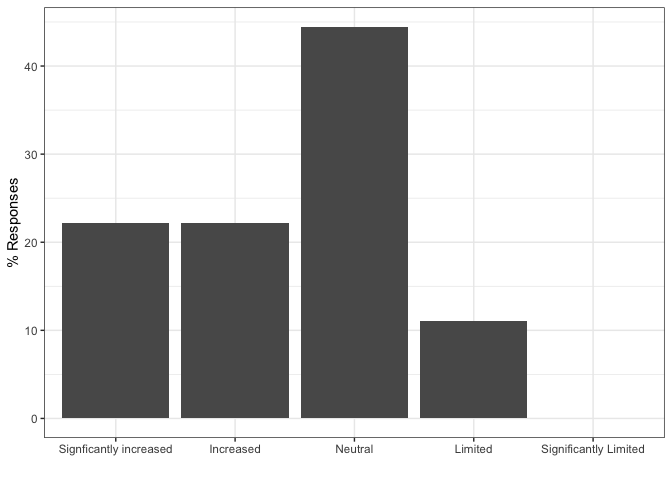 % Responses
40
30
20
10
0
Signficantly increased
Increased
Neutral
Limited
Significantly Limited